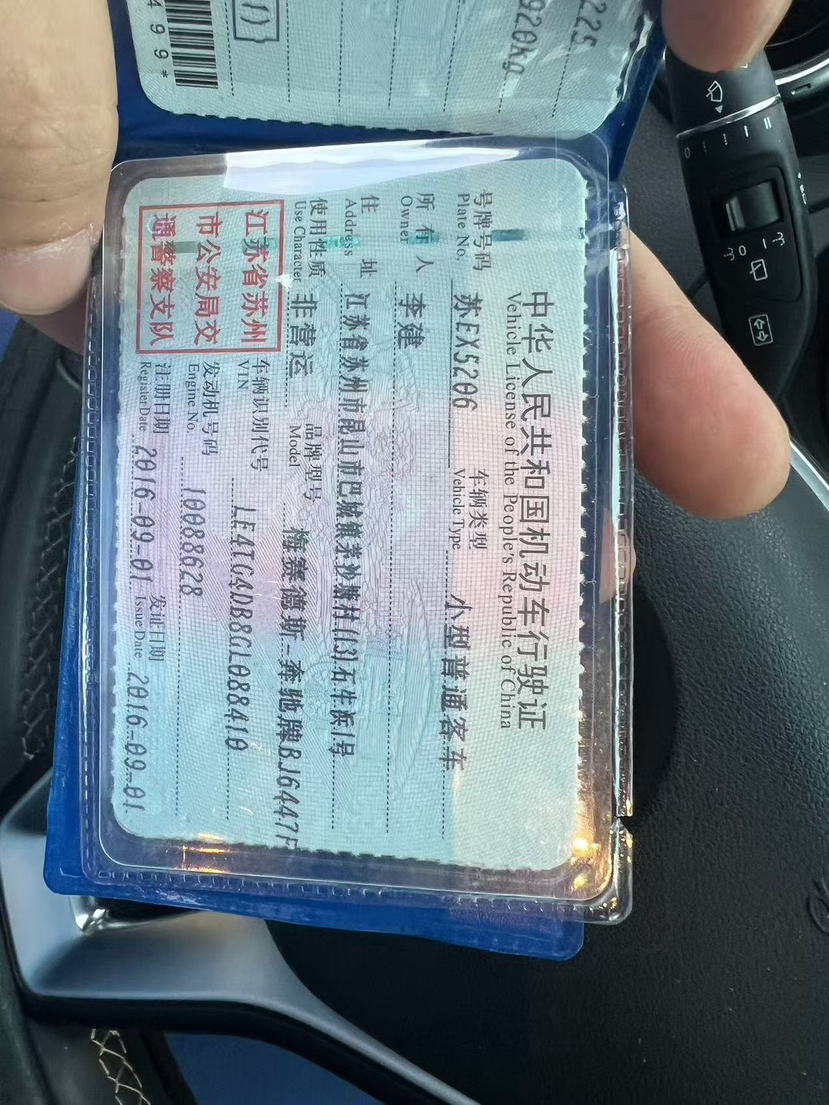 中华人民共和国机动车行驶证
Vehicle License of the People's Republic of China
号牌号码 苏EX5206 车辆类型 小型普通客车
Plate No. Vehicle Type
所有人 李建
Owner
住址 江苏省苏州市昆山市巴城镇茅沙塘村(13)石牛浜1号
Address
使用性质 非营运 品牌型号 梅赛德斯-奔驰牌BJ6447F
Use Character Model
江苏省苏州
市公安局交
通警察支队
车辆识别代号 LE4TG4DB8GL088410
VIN
发动机号码 10088628
Engine No.
注册日期 2016-09-01 发证日期 2016-09-01
Register Date Issue Date
920kg
499*